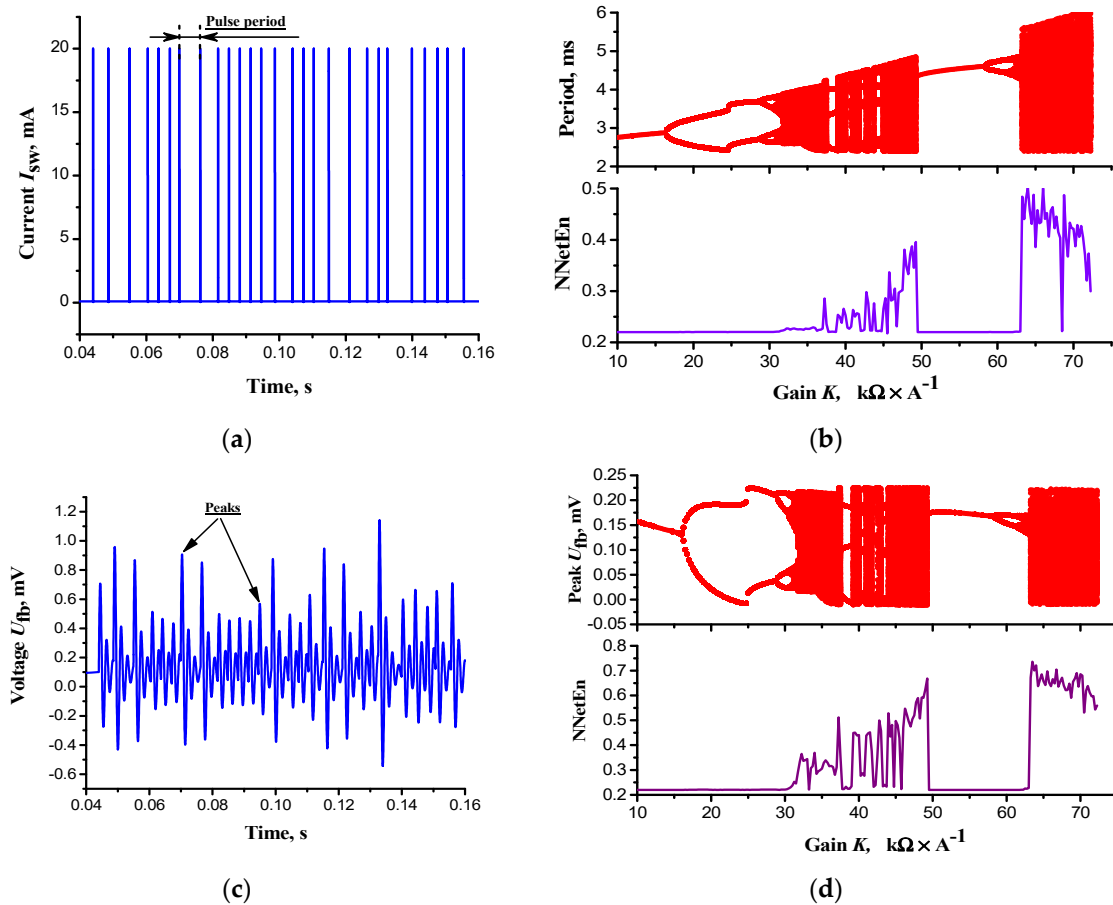 Pulse period
Current Isw, mA
20
15
10
5
0
0.04 0.06 0.08 0.10 0.12 0.14 0.16
Time, s
(a)
Period, ms
6
5
4
3
2
NNetEn
0.5
0.4
0.3
0.2
10 20 30 40 50 60 70
Gain K, kΩ × A-1
(b)
Peaks
Voltage Ufb, mV
1.2
1.0
0.8
0.6
0.4
0.2
0.0
-0.2
-0.4
-0.6
0.04 0.06 0.08 0.10 0.12 0.14 0.16
Time, s
(c)
Peak Ufb, mV
0.25
0.20
0.15
0.10
0.05
0.00
-0.05
NNetEn
0.8
0.7
0.6
0.5
0.4
0.3
0.2
10 20 30 40 50 60 70
Gain K, kΩ × A-1
(d)